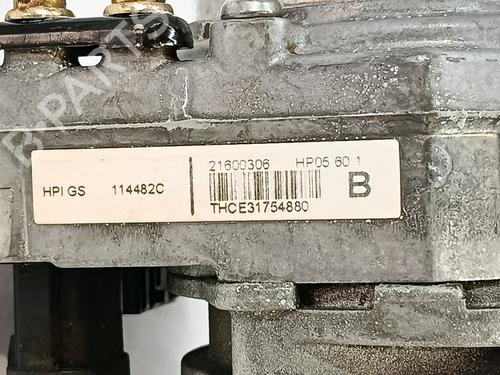 B-PARTS
HPI GS 114482C
21600306 HP05 60 1
B
THCE31754880